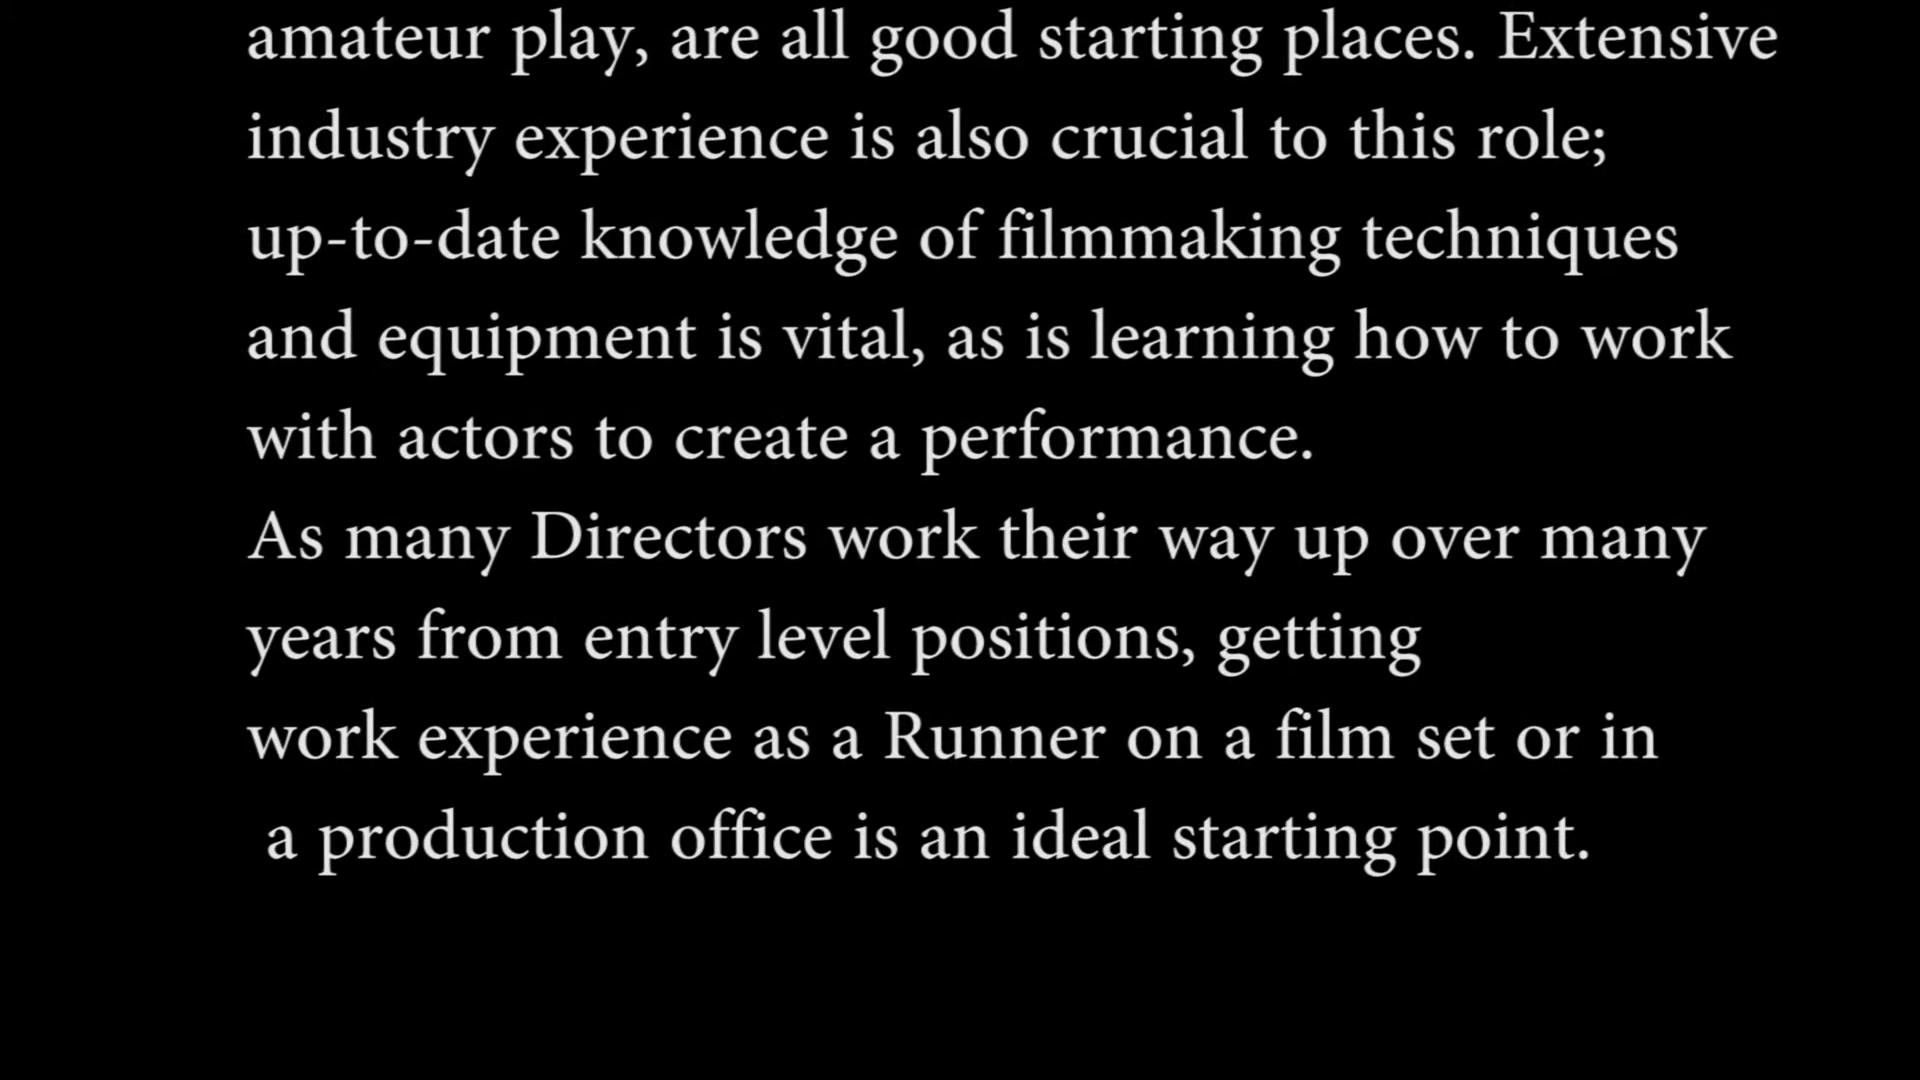 amateur play, are all good starting places. Extensive
industry experience is also crucial to this role;
up-to-date knowledge of filmmaking techniques
and equipment is vital, as is learning how to work
with actors to create a performance.
As many Directors work their way up over many
years from entry level positions, getting
work experience as a Runner on a film set or in
a production office is an ideal starting point.